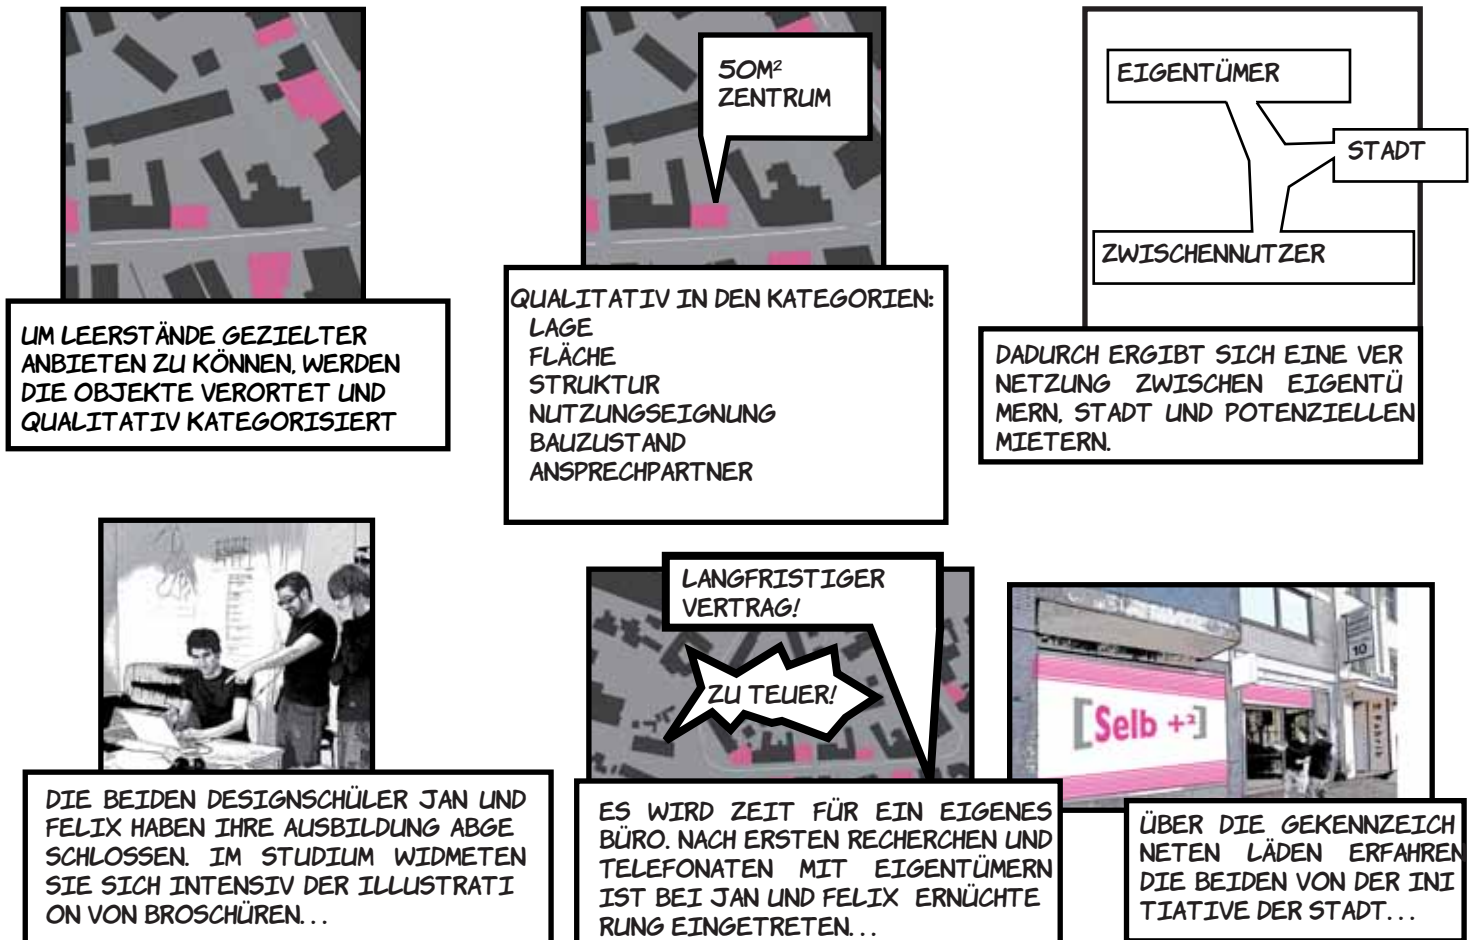 UM LEERSTÄNDE GEZIELTER
ANBIETEN ZU KÖNNEN, WERDEN
DIE OBJEKTE VERORTET UND
QUALITATIV KATEGORISIERT
50M²
ZENTRUM
QUALITATIV IN DEN KATEGORIEN:
LAGE
FLÄCHE
STRUKTUR
NUTZUNGSEIGNUNG
BAUZUSTAND
ANSPRECHPARTNER
EIGENTÜMER
STADT
ZWISCHENNUTZER
DADURCH ERGIBT SICH EINE VER
NETZUNG ZWISCHEN EIGENTÜ
MERN, STADT UND POTENZIELLEN
MIETERN.
DIE BEIDEN DESIGNSCHÜLER JAN UND
FELIX HABEN IHRE AUSBILDUNG ABGE
SCHLOSSEN. IM STUDIUM WIDMETEN
SIE SICH INTENSIV DER ILLUSTRATI
ON VON BROSCHÜREN...
LANGFRISTIGER
VERTRAG!
ZU TEUER!
ES WIRD ZEIT FÜR EIN EIGENES
BÜRO. NACH ERSTEN RECHERCHEN UND
TELEFONATEN MIT EIGENTÜMERN
IST BEI JAN UND FELIX ERNÜCHTE
RUNG EINGETRETEN...
[Selb +²]
10
ÜBER DIE GEKENNZEICH
NETEN LÄDEN ERFAHREN
DIE BEIDEN VON DER INI
TIATIVE DER STADT...